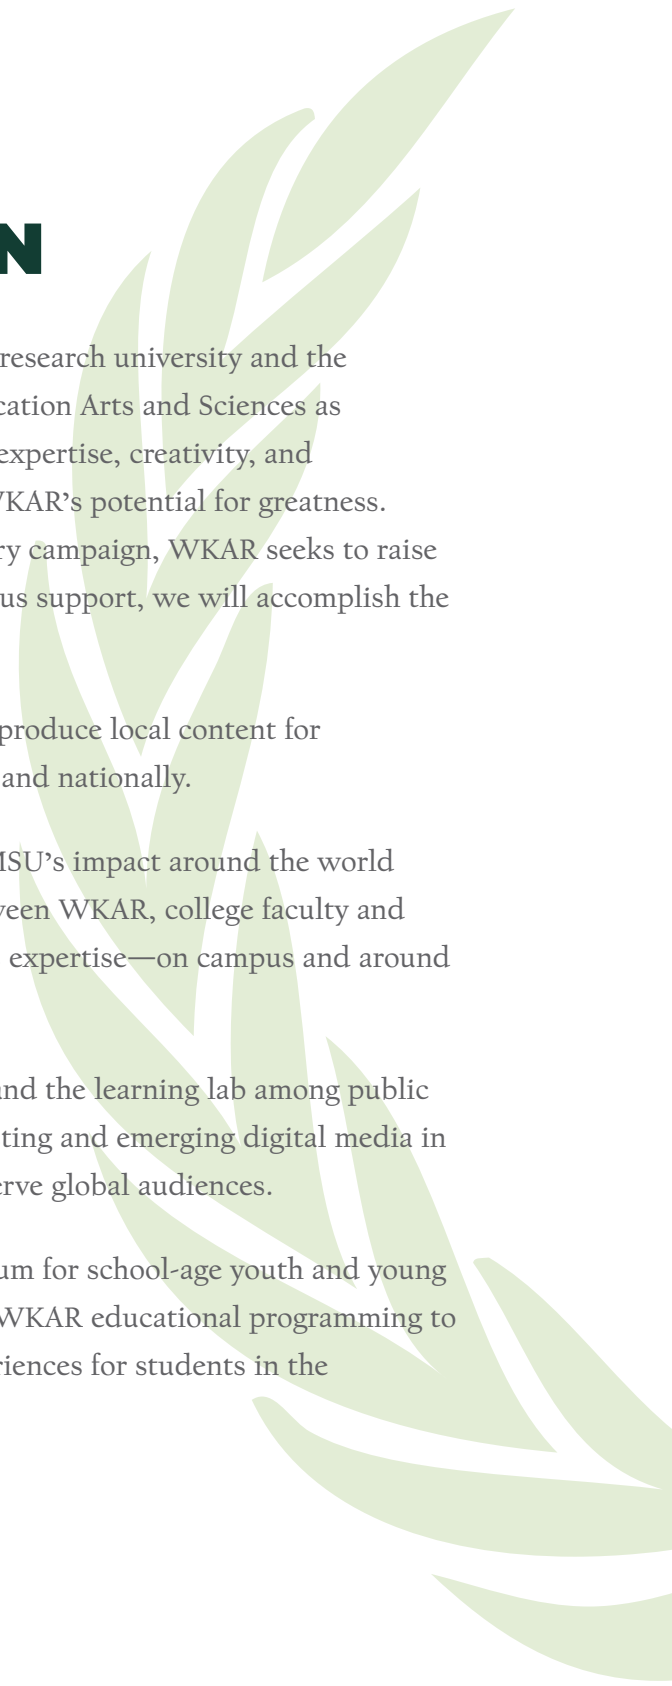 N
research university and the
cation Arts and Sciences as
expertise, creativity, and
WKAR’s potential for greatness.
ry campaign, WKAR seeks to raise
us support, we will accomplish the
produce local content for
and nationally.
MSU’s impact around the world
veen WKAR, college faculty and
expertise—on campus and around
and the learning lab among public
ting and emerging digital media in
erve global audiences.
um for school-age youth and young
WKAR educational programming to
riences for students in the